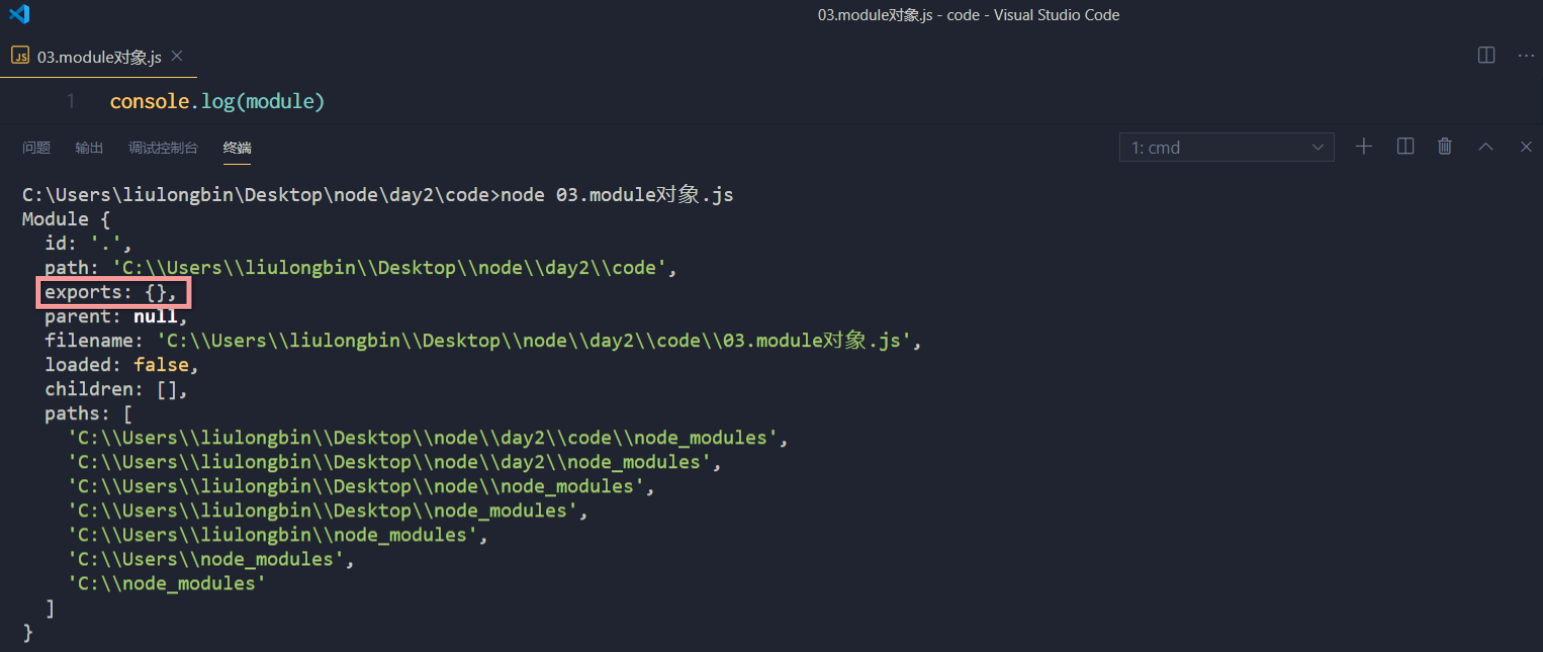 03.module对象.js - code - Visual Studio Code
JS 03.module对象.js
1 console.log(module)
问题 输出 调试控制台 终端 1: cmd
C:\Users\liulongbin\Desktop\node\day2\code>node 03.module对象.js
Module {
  id: '.',
  path: 'C:\\Users\\liulongbin\\Desktop\\node\\day2\\code',
  exports: {},
  parent: null,
  filename: 'C:\\Users\\liulongbin\\Desktop\\node\\day2\\code\\03.module对象.js',
  loaded: false,
  children: [],
  paths: [
    'C:\\Users\\liulongbin\\Desktop\\node\\day2\\code\\node_modules',
    'C:\\Users\\liulongbin\\Desktop\\node\\day2\\node_modules',
    'C:\\Users\\liulongbin\\Desktop\\node\\node_modules',
    'C:\\Users\\liulongbin\\Desktop\\node_modules',
    'C:\\Users\\liulongbin\\node_modules',
    'C:\\Users\\node_modules',
    'C:\\node_modules'
  ]
}